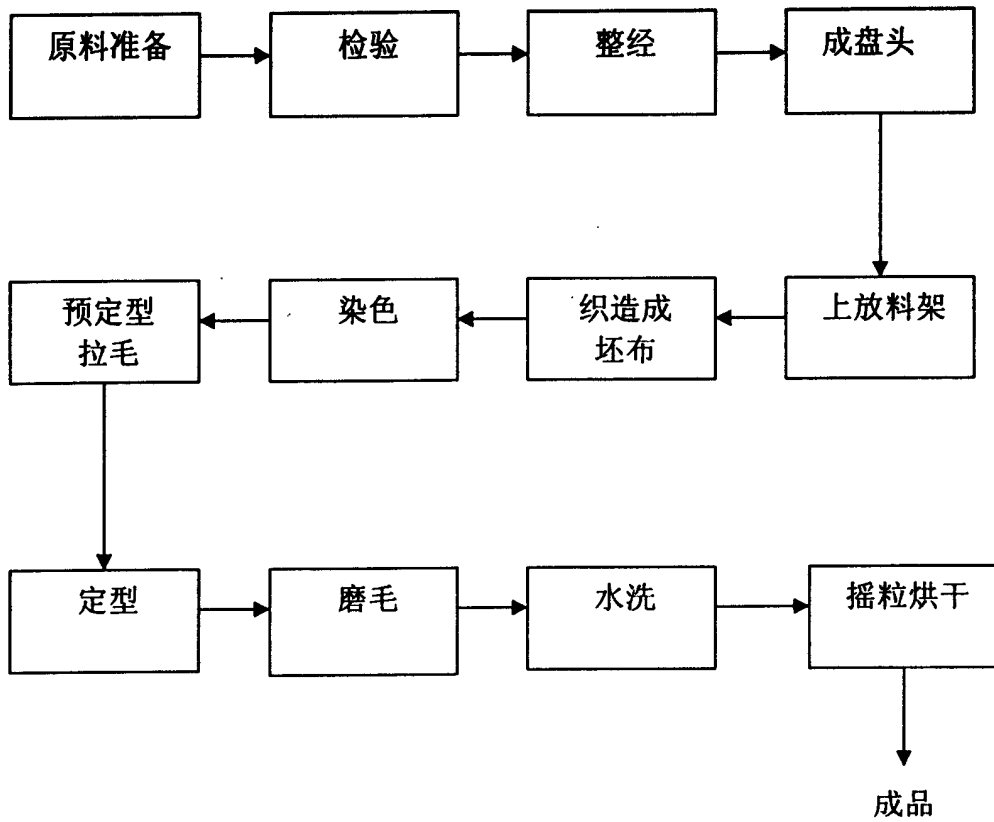 原料准备
检验
整经
成盘头
上放料架
织造成
坯布
染色
预定型
拉毛
定型
磨毛
水洗
摇粒烘干
成品